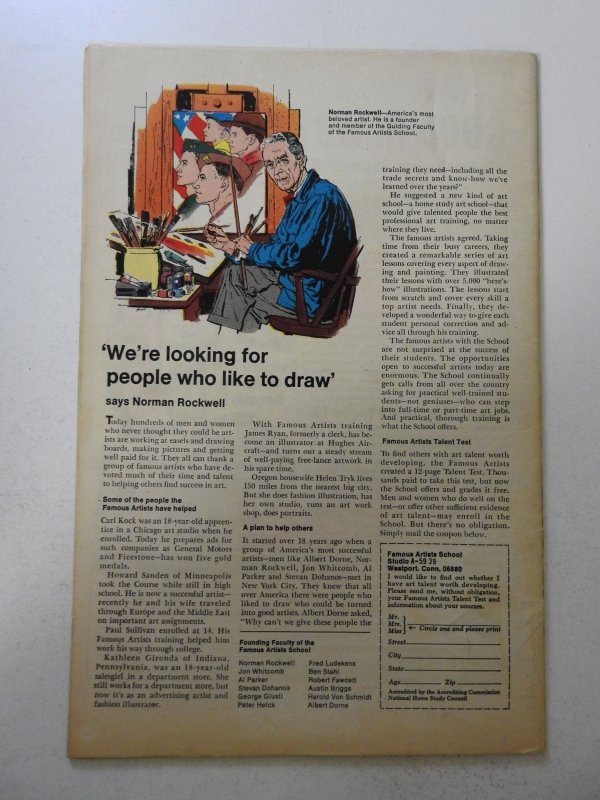 Norman Rockwell—America's most
beloved artist. He is a founder
and member of the Guiding Faculty
of the Famous Artists School.
'We're looking for
people who like to draw'
says Norman Rockwell
Today hundreds of men and women
who never thought they could be art-
ists are working at easels and drawing
boards, making pictures and getting
well paid for it. They all can thank a
group of famous artists who have de-
voted much of their time and talent
to helping others find success in art.
Some of the people the
Famous Artists have helped
Carl Kock was an 18-year-old appren-
tice in a Chicago art studio when he
enrolled. Today he prepares ads for
such companies as General Motors
and Firestone—has won five gold
medals.
Howard Sanden of Minneapolis
took the Course while still in high
school. He is now a successful artist—
recently he and his wife traveled
through Europe and the Middle East
on important art assignments.
Paul Sullivan enrolled at 14. His
Famous Artists training helped him
work his way through college.
Kathleen Gironda of Indiana,
Pennsylvania, was an 18-year-old
salesgirl in a department store. She
still works for a department store, but
now it's as an advertising artist and
fashion illustrator.
With Famous Artists training
James Ryan, formerly a clerk, has be-
come an illustrator at Hughes Air-
craft—and turns out a steady stream
of well-paying free-lance artwork in
his spare time.
Oregon housewife Helen Tryk lives
150 miles from the nearest big city.
But she does fashion illustration, has
her own studio, runs an art work
shop, does portraits.
A plan to help others
It started over 18 years ago when a
group of America's most successful
artists—men like Albert Dorne, Nor-
man Rockwell, Jon Whitcomb, Al
Parker and Stevan Dohanos—met in
New York City. They knew that all
over America there were people who
liked to draw who could be turned
into good artists. Albert Dorne asked,
"Why can't we give these people the
Founding Faculty of the
Famous Artists School
Norman Rockwell
Jon Whitcomb
Al Parker
Stevan Dohanos
George Giusti
Peter Helck
Fred Ludekens
Ben Stahl
Robert Fawcett
Austin Briggs
Harold Von Schmidt
Albert Dorne
training they need—including all the
trade secrets and know-how we've
learned over the years?"
He suggested a new kind of art
school—a home study art school—that
would give talented people the best
professional art training, no matter
where they live.
The famous artists agreed. Taking
time from their busy careers, they
created a remarkable series of art
lessons covering every aspect of draw-
ing and painting. They illustrated
their lessons with over 5,000 "here's-
how" illustrations. The lessons start
from scratch and cover every skill a
top artist needs. Finally, they de-
veloped a wonderful way to give each
student personal correction and ad-
vice all through his training.
The famous artists with the School
are not surprised at the success of
their students. The opportunities
open to successful artists today are
enormous. The School continually
gets calls from all over the country
asking for practical well-trained stu-
dents—not geniuses—who can step
into full-time or part-time art jobs.
And practical, thorough training is
what the School offers.
Famous Artists Talent Test
To find others with art talent worth
developing, the Famous Artists
created a 12-page Talent Test. Thou-
sands paid to take this test, but now
the School offers and grades it free.
Men and women who do well on the
test—or offer other sufficient evidence
of art talent—may enroll in the
School. But there's no obligation.
Simply mail the coupon below.
Famous Artists School
Studio A-5939
Westport, Conn. 06880
I would like to find out whether I
have art talent worth developing.
Please send me, without obligation,
your Famous Artists Talent Test and
information about your courses.
Mr.
Mrs.
Miss ← Circle one and please print
Street
City
State
Age Zip
Accredited by the Accrediting Commission
National Home Study Council